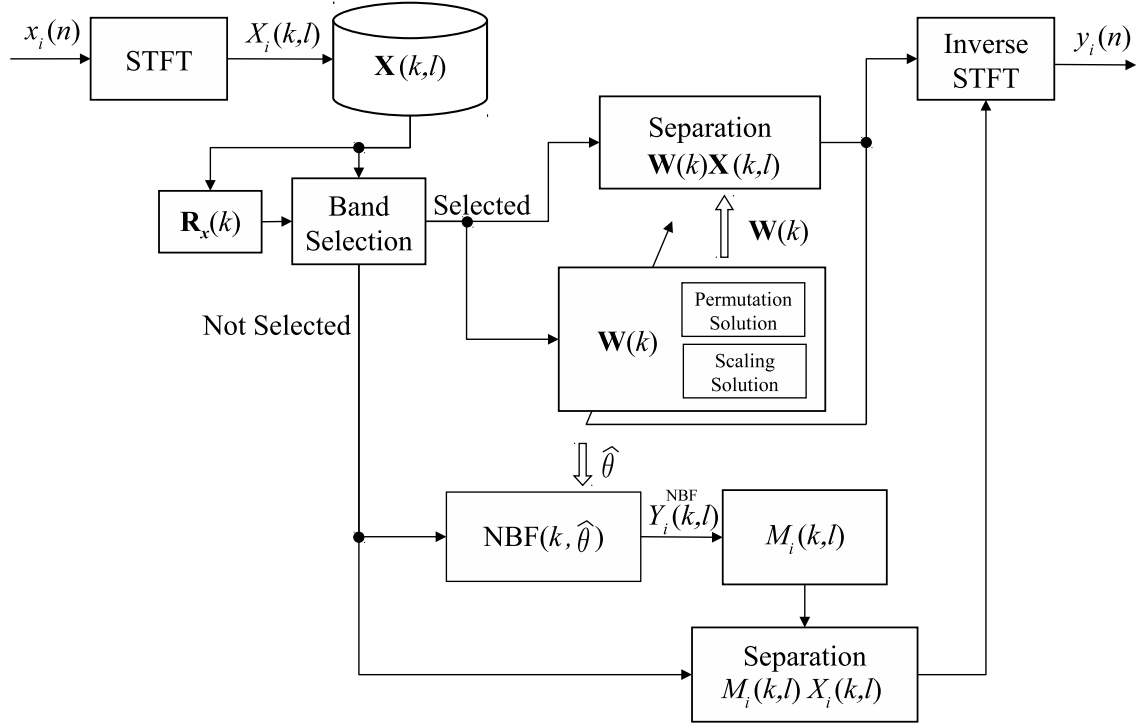 x_i(n)
STFT
X_i(k,l)
X(k,l)
Inverse
STFT
y_i(n)
Separation
W(k)X(k,l)
R_x(k)
Band
Selection
Selected
W(k)
Not Selected
W(k)
Permutation
Solution
Scaling
Solution
θ̂
NBF(k, θ̂)
Y_i^NBF(k,l)
M_i(k,l)
Separation
M_i(k,l) X_i(k,l)